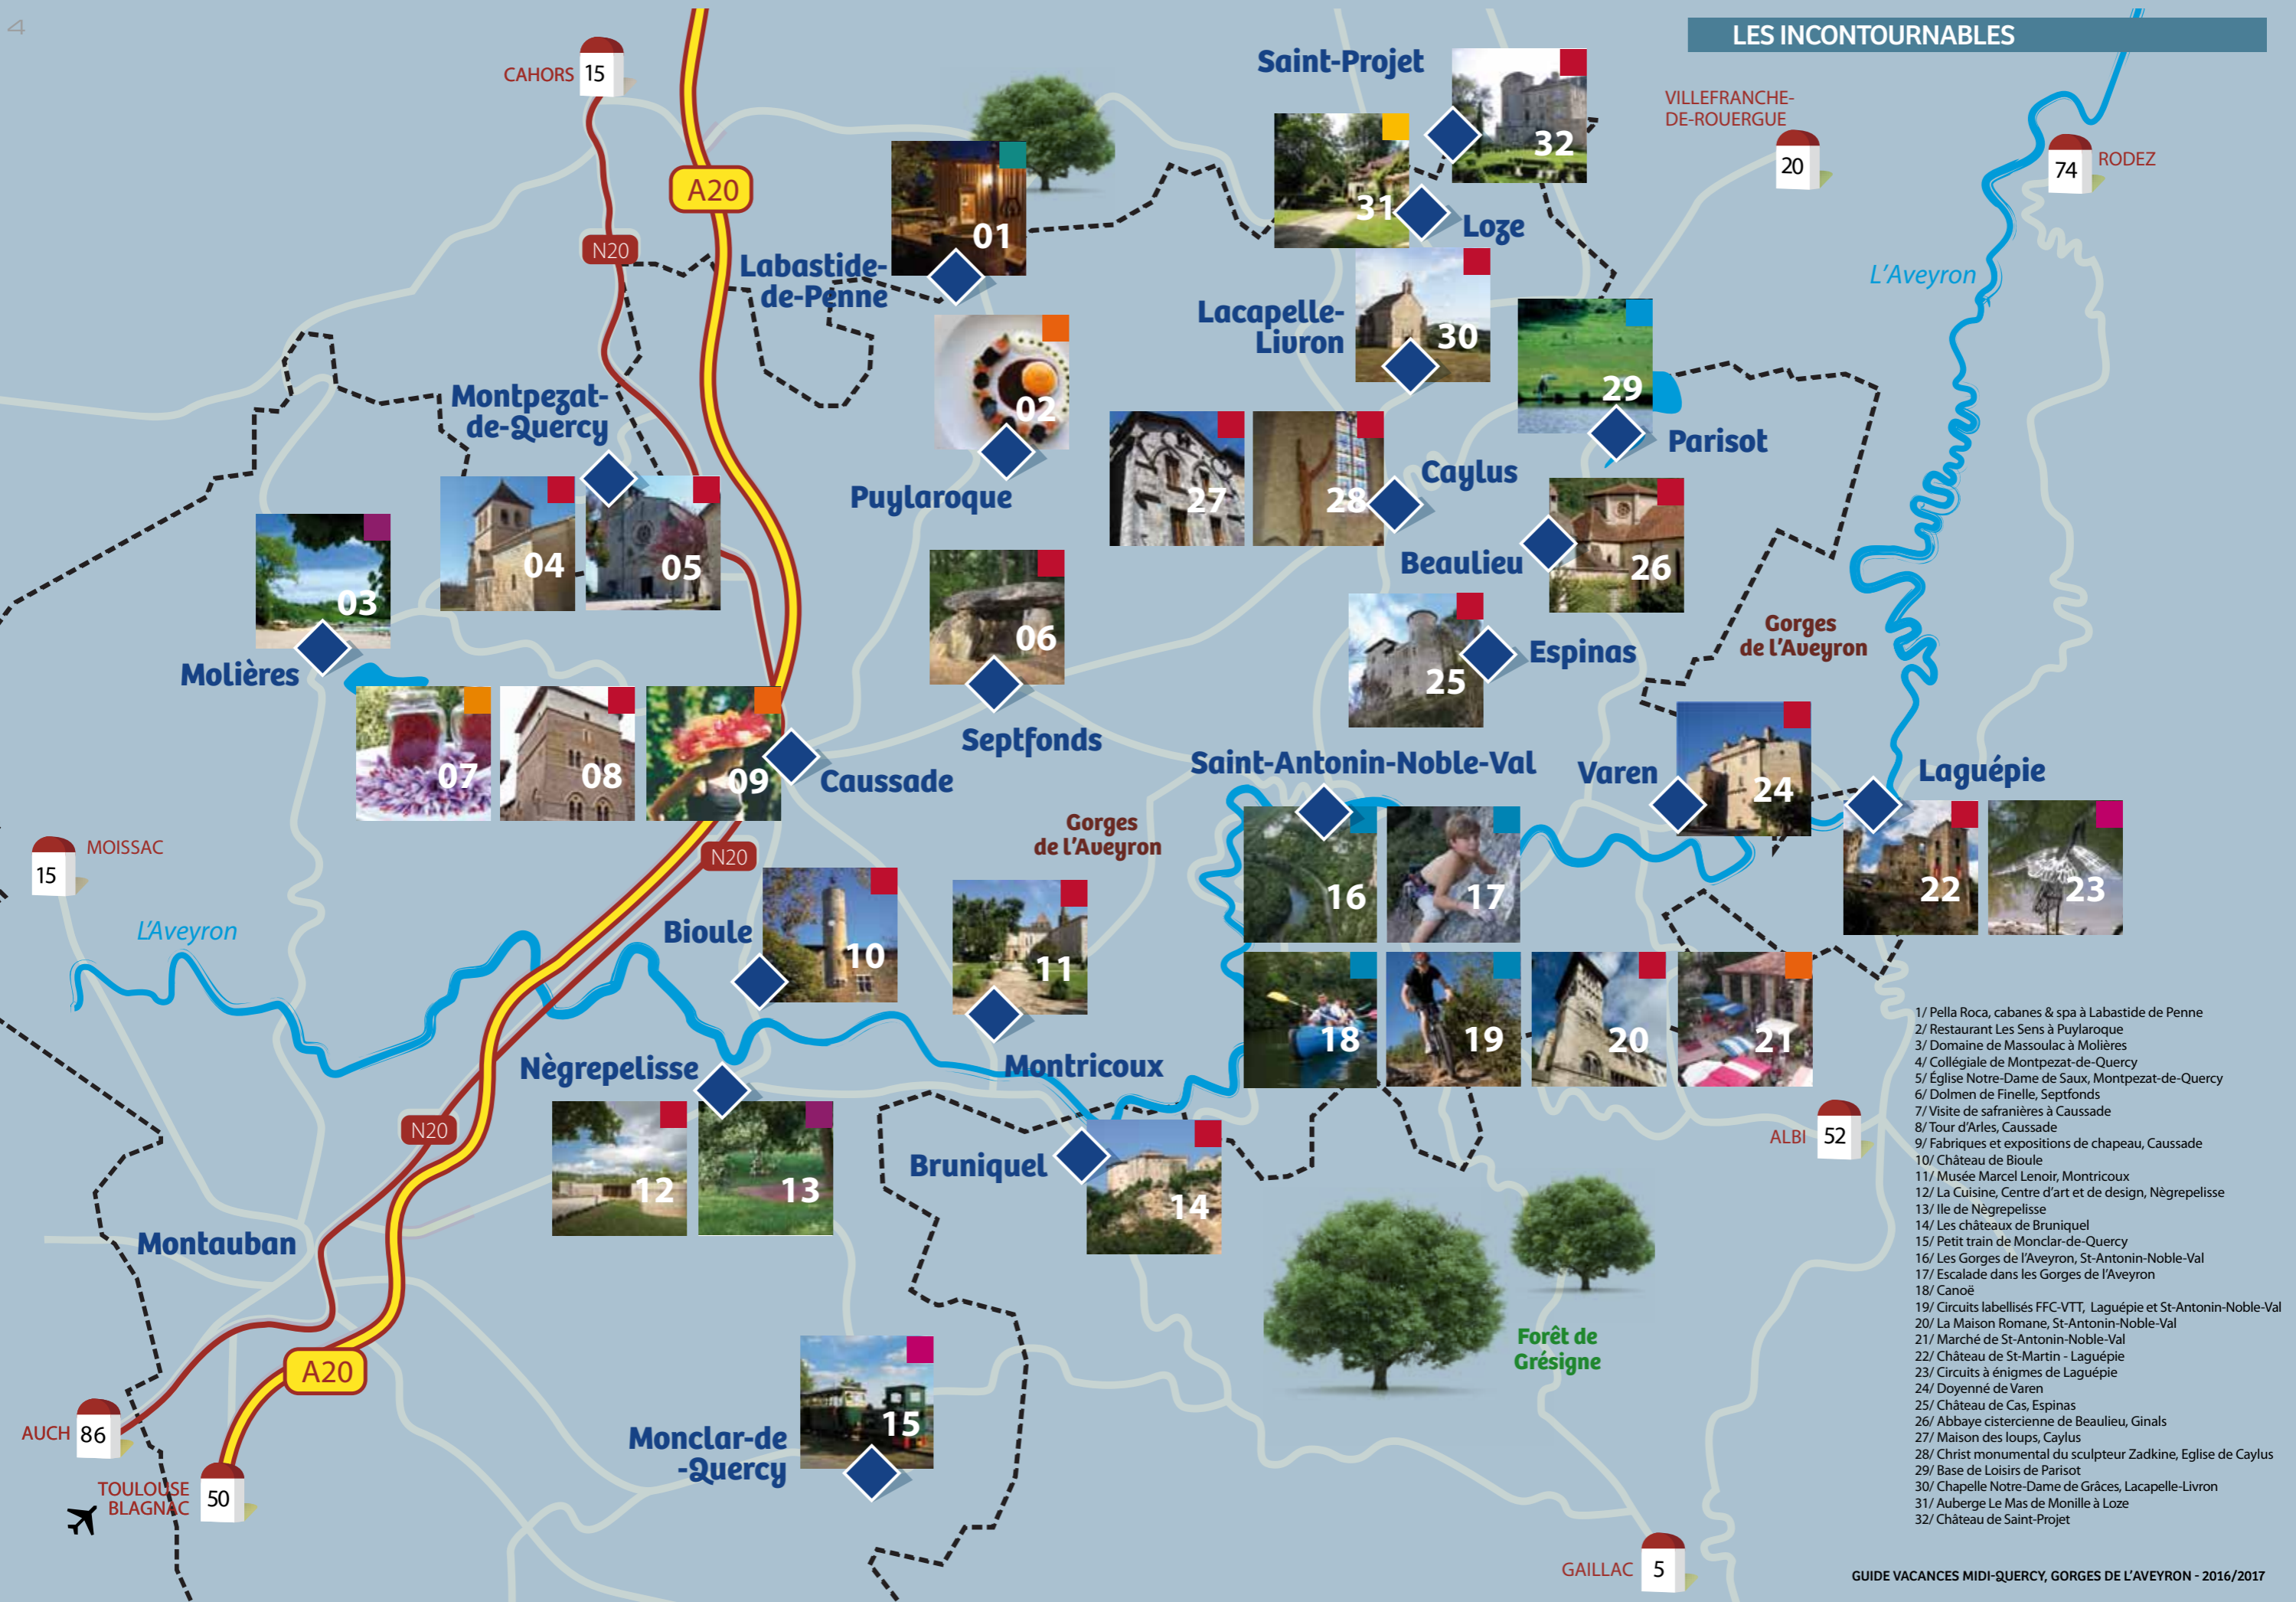 4
LES INCONTOURNABLES
CAHORS 15
A20
N20
Saint-Projet
32
31
Loze
VILLEFRANCHE-
DE-ROUERGUE
20
74 RODEZ
L'Aveyron
01
Labastide-
de-Penne
02
Puylaroque
Lacapelle-
Livron
30
29
Parisot
Montpezat-
de-Quercy
04
05
03
Molières
27
28
Caylus
Beaulieu
26
06
Septfonds
25
Espinas
Gorges
de l'Aveyron
07
08
09
Caussade
Saint-Antonin-Noble-Val
Varen
24
Laguépie
22
23
Gorges
de l'Aveyron
16
17
18
19
20
21
MOISSAC
15
L'Aveyron
N20
Bioule
10
11
Montricoux
Nègrepelisse
12
13
N20
Bruniquel
14
ALBI 52
Montauban
A20
Forêt de
Grésigne
Monclar-de
-Quercy
15
AUCH 86
TOULOUSE
BLAGNAC
50
GAILLAC 5
1/ Pella Roca, cabanes & spa à Labastide de Penne
2/ Restaurant Les Sens à Puylaroque
3/ Domaine de Massoulac à Molières
4/ Collégiale de Montpezat-de-Quercy
5/ Église Notre-Dame de Saux, Montpezat-de-Quercy
6/ Dolmen de Finelle, Septfonds
7/ Visite de safranières à Caussade
8/ Tour d'Arles, Caussade
9/ Fabriques et expositions de chapeau, Caussade
10/ Château de Bioule
11/ Musée Marcel Lenoir, Montricoux
12/ La Cuisine, Centre d'art et de design, Nègrepelisse
13/ Ile de Nègrepelisse
14/ Les châteaux de Bruniquel
15/ Petit train de Monclar-de-Quercy
16/ Les Gorges de l'Aveyron, St-Antonin-Noble-Val
17/ Escalade dans les Gorges de l'Aveyron
18/ Canoë
19/ Circuits labellisés FFC-VTT, Laguépie et St-Antonin-Noble-Val
20/ La Maison Romane, St-Antonin-Noble-Val
21/ Marché de St-Antonin-Noble-Val
22/ Château de St-Martin - Laguépie
23/ Circuits à énigmes de Laguépie
24/ Doyenné de Varen
25/ Château de Cas, Espinas
26/ Abbaye cistercienne de Beaulieu, Ginals
27/ Maison des loups, Caylus
28/ Christ monumental du sculpteur Zadkine, Eglise de Caylus
29/ Base de Loisirs de Parisot
30/ Chapelle Notre-Dame de Grâces, Lacapelle-Livron
31/ Auberge Le Mas de Monille à Loze
32/ Château de Saint-Projet
GUIDE VACANCES MIDI-QUERCY, GORGES DE L'AVEYRON - 2016/2017